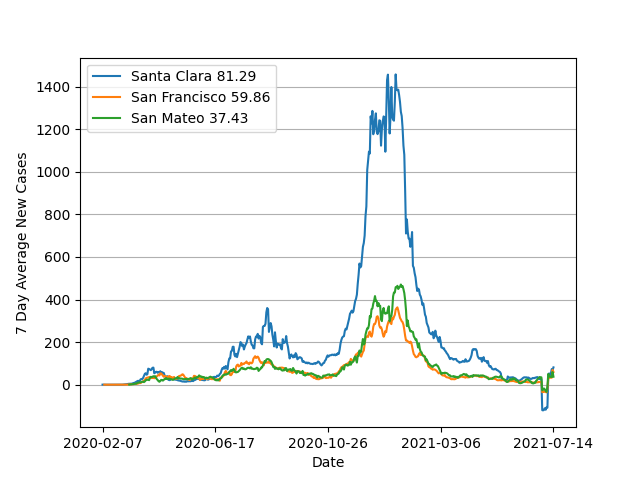 Santa Clara 81.29
San Francisco 59.86
San Mateo 37.43
1400
1200
1000
800
600
400
200
0
7 Day Average New Cases
2020-02-07 2020-06-17 2020-10-26 2021-03-06 2021-07-14
Date